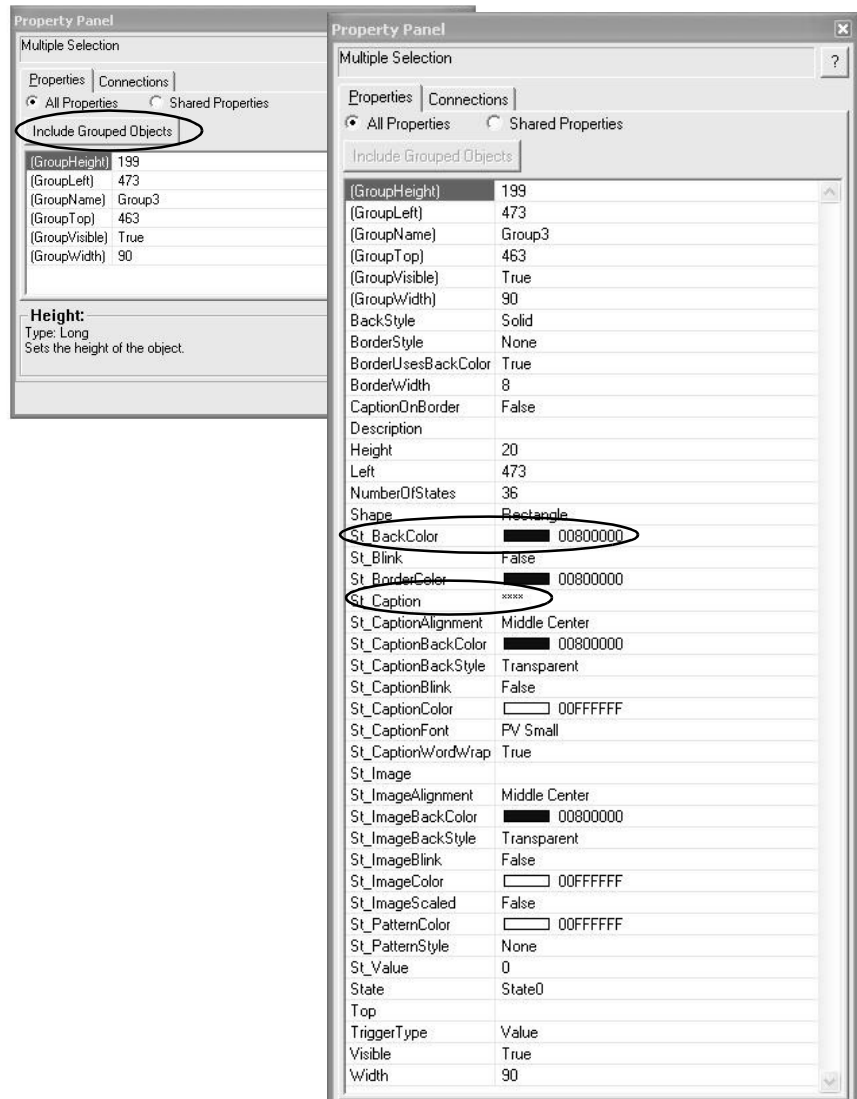 Property Panel
Multiple Selection
Properties Connections
All Properties Shared Properties
Include Grouped Objects
(GroupHeight) 199
(GroupLeft) 473
(GroupName) Group3
(GroupTop) 463
(GroupVisible) True
(GroupWidth) 90
Height:
Type: Long
Sets the height of the object.
Property Panel
Multiple Selection
?
Properties Connections
All Properties Shared Properties
Include Grouped Objects
(GroupHeight) 199
(GroupLeft) 473
(GroupName) Group3
(GroupTop) 463
(GroupVisible) True
(GroupWidth) 90
BackStyle Solid
BorderStyle None
BorderUsesBackColor True
BorderWidth 8
CaptionOnBorder False
Description
Height 20
Left 473
NumberOfStates 36
Shape Rectangle
St_BackColor 00800000
St_Blink False
St_BorderColor 00800000
St_Caption ****
St_CaptionAlignment Middle Center
St_CaptionBackColor 00800000
St_CaptionBackStyle Transparent
St_CaptionBlink False
St_CaptionColor 00FFFFFF
St_CaptionFont PV Small
St_CaptionWordWrap True
St_Image
St_ImageAlignment Middle Center
St_ImageBackColor 00800000
St_ImageBackStyle Transparent
St_ImageBlink False
St_ImageColor 00FFFFFF
St_ImageScaled False
St_PatternColor 00FFFFFF
St_PatternStyle None
St_Value 0
State State0
Top
TriggerType Value
Visible True
Width 90